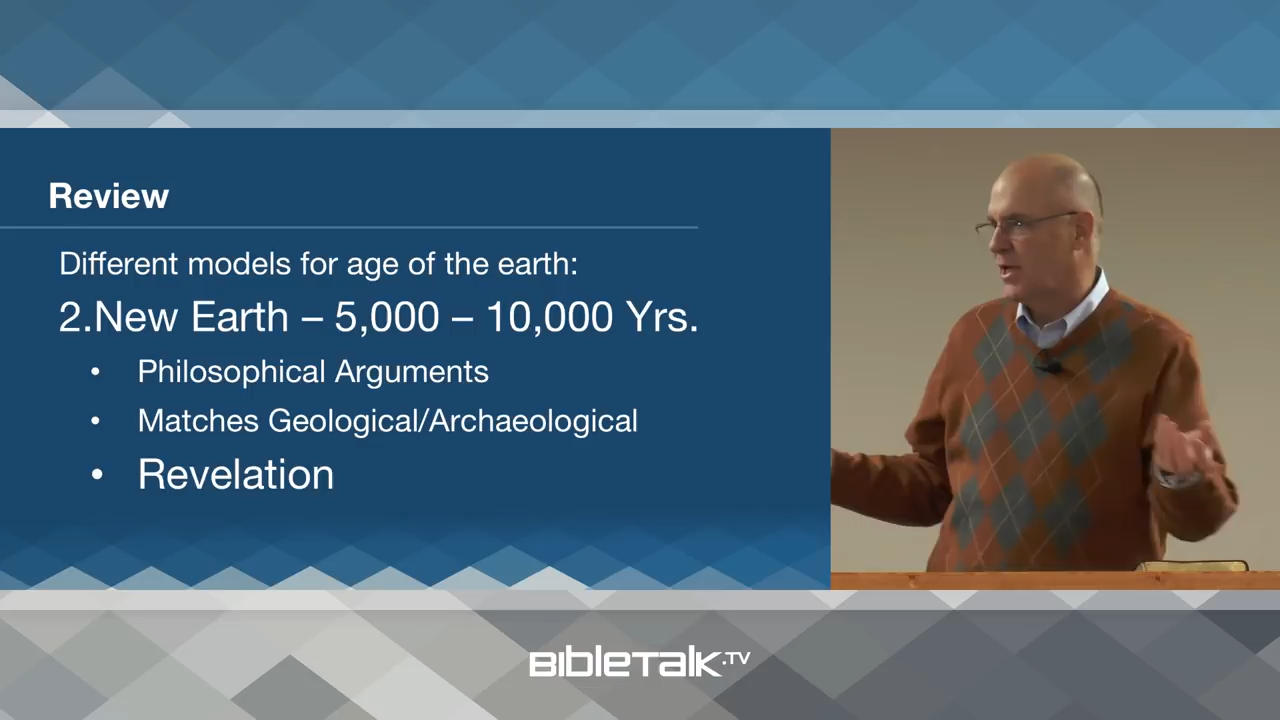 Review
Different models for age of the earth:
2.New Earth – 5,000 – 10,000 Yrs.
• Philosophical Arguments
• Matches Geological/Archaeological
• Revelation
BIBLETALK.TV